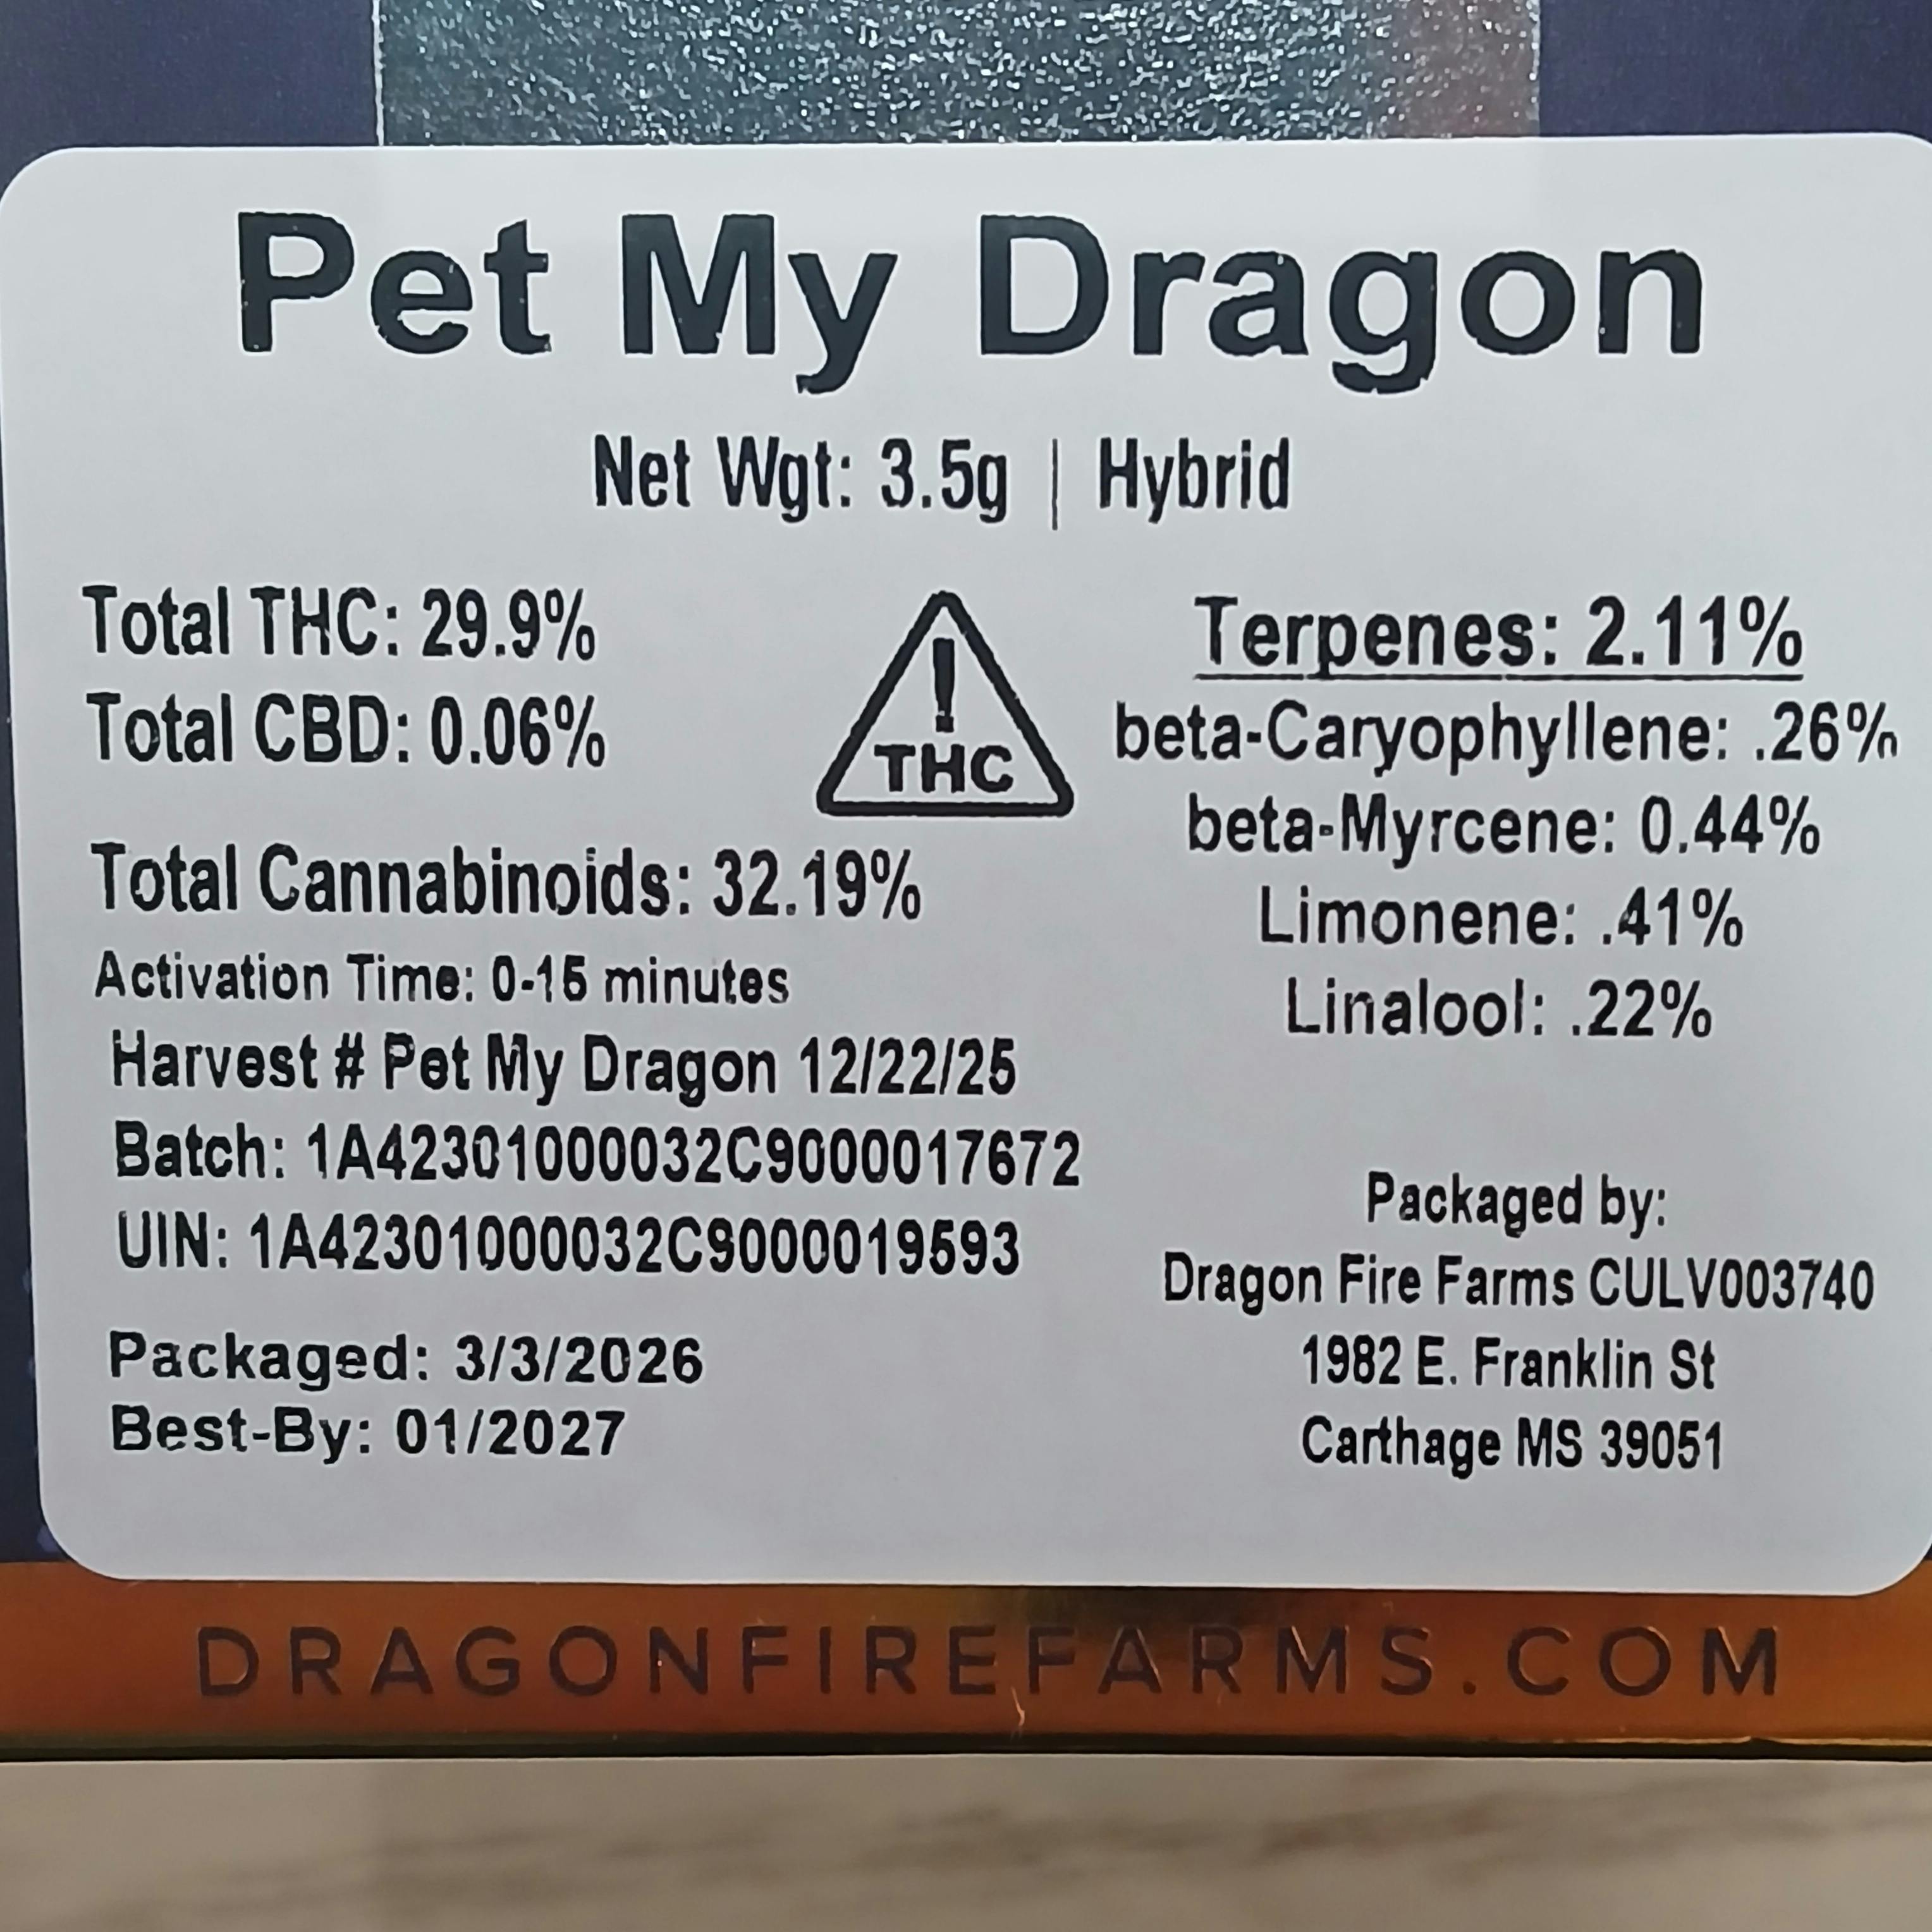 Pet My Dragon
Net Wgt: 3.5g | Hybrid
Total THC: 29.9%
Total CBD: 0.06%
Total Cannabinoids: 32.19%
Activation Time: 0-15 minutes
Harvest # Pet My Dragon 12/22/25
Batch: 1A42301000032C9000017672
UIN: 1A42301000032C9000019593
Packaged: 3/3/2026
Best-By: 01/2027
!
THC
Terpenes: 2.11%
beta-Caryophyllene: .26%
beta-Myrcene: 0.44%
Limonene: .41%
Linalool: .22%
Packaged by:
Dragon Fire Farms CULV003740
1982 E. Franklin St
Carthage MS 39051
DRAGONFIREFARMS.COM